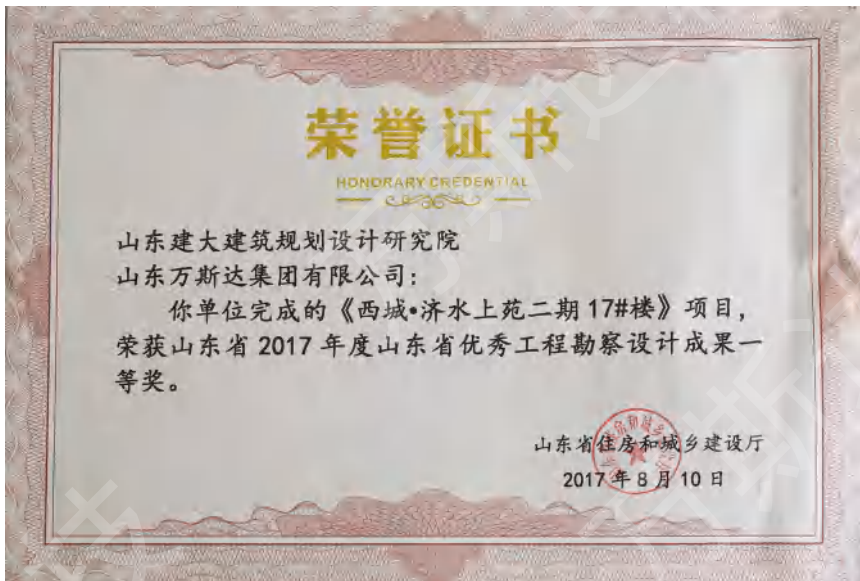 荣誉证书
HONORARY CREDENTIAL
山东建大建筑规划设计研究院
山东万斯达集团有限公司：
你单位完成的《西城•济水上苑二期17#楼》项目，
荣获山东省2017年度山东省优秀工程勘察设计成果一
等奖。
山东省住房和城乡建设厅
2017年8月10日